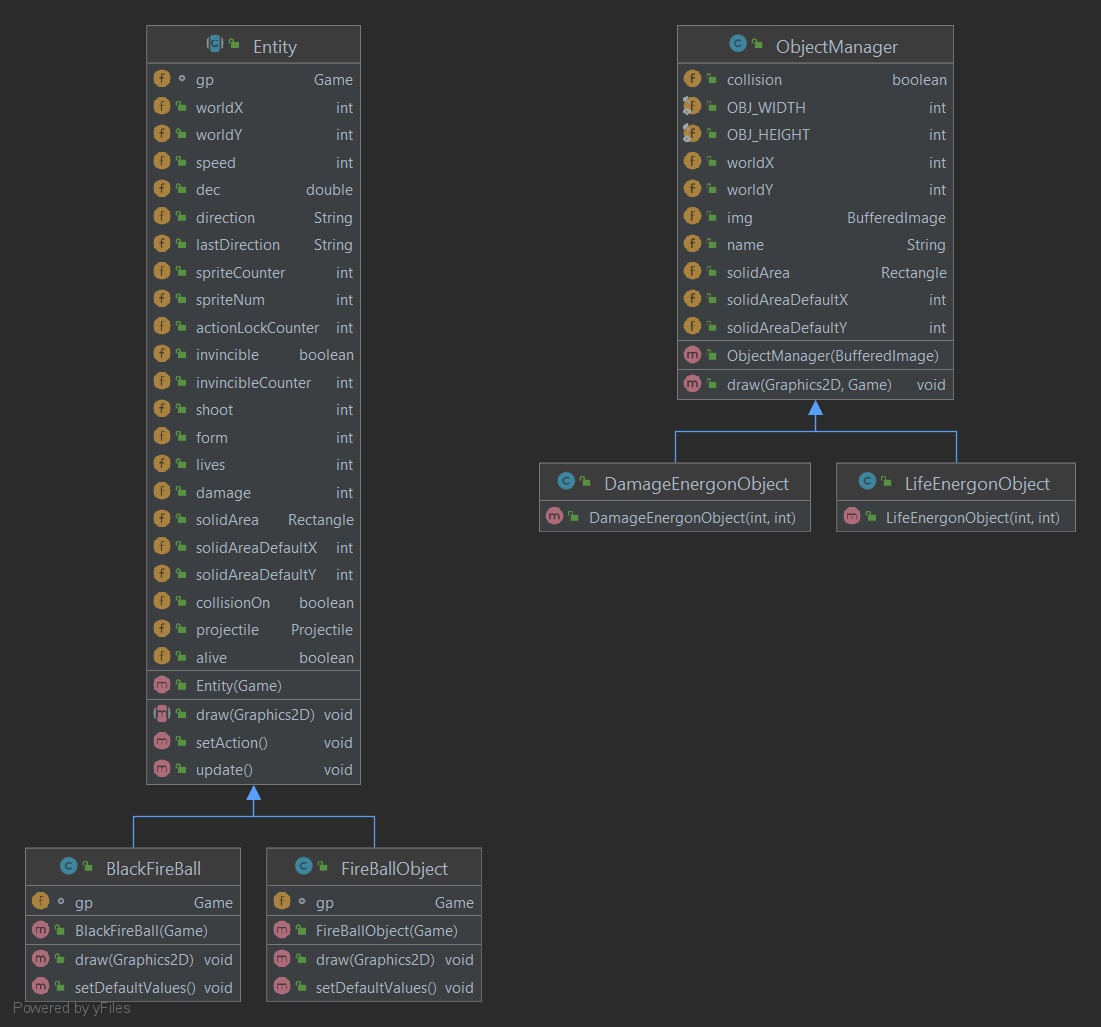 Entity
gp Game
worldX int
worldY int
speed int
dec double
direction String
lastDirection String
spriteCounter int
spriteNum int
actionLockCounter int
invincible boolean
invincibleCounter int
shoot int
form int
lives int
damage int
solidArea Rectangle
solidAreaDefaultX int
solidAreaDefaultY int
collisionOn boolean
projectile Projectile
alive boolean
Entity(Game)
draw(Graphics2D) void
setAction() void
update() void
ObjectManager
collision boolean
OBJ_WIDTH int
OBJ_HEIGHT int
worldX int
worldY int
img BufferedImage
name String
solidArea Rectangle
solidAreaDefaultX int
solidAreaDefaultY int
ObjectManager(BufferedImage)
draw(Graphics2D, Game) void
DamageEnergonObject
DamageEnergonObject(int, int)
LifeEnergonObject
LifeEnergonObject(int, int)
BlackFireBall
gp Game
BlackFireBall(Game)
draw(Graphics2D) void
setDefaultValues() void
FireBallObject
gp Game
FireBallObject(Game)
draw(Graphics2D) void
setDefaultValues() void
Powered by yFiles